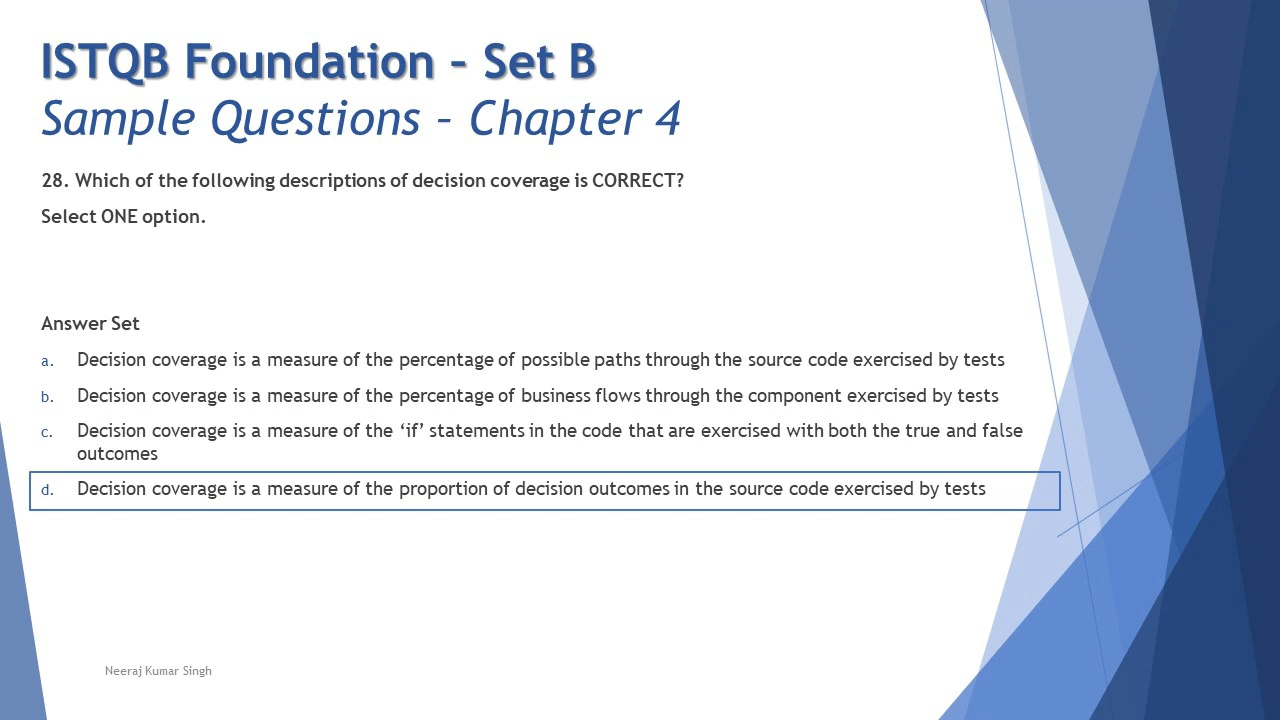 ISTQB Foundation – Set B
Sample Questions – Chapter 4
28. Which of the following descriptions of decision coverage is CORRECT?
Select ONE option.
Answer Set
a. Decision coverage is a measure of the percentage of possible paths through the source code exercised by tests
b. Decision coverage is a measure of the percentage of business flows through the component exercised by tests
c. Decision coverage is a measure of the ‘if’ statements in the code that are exercised with both the true and false
outcomes
d. Decision coverage is a measure of the proportion of decision outcomes in the source code exercised by tests
Neeraj Kumar Singh